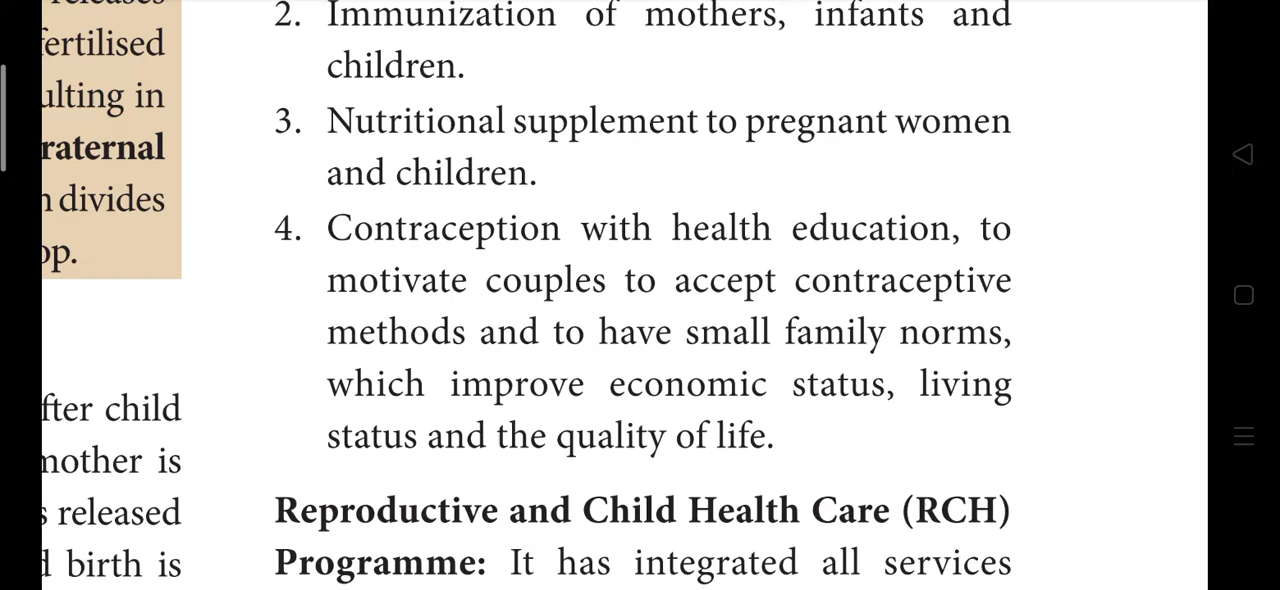 fertilised
ulting in
raternal
divides
op.
fter child
mother is
s released
d birth is
2. Immunization of mothers, infants and
children.
3. Nutritional supplement to pregnant women
and children.
4. Contraception with health education, to
motivate couples to accept contraceptive
methods and to have small family norms,
which improve economic status, living
status and the quality of life.
Reproductive and Child Health Care (RCH)
Programme: It has integrated all services